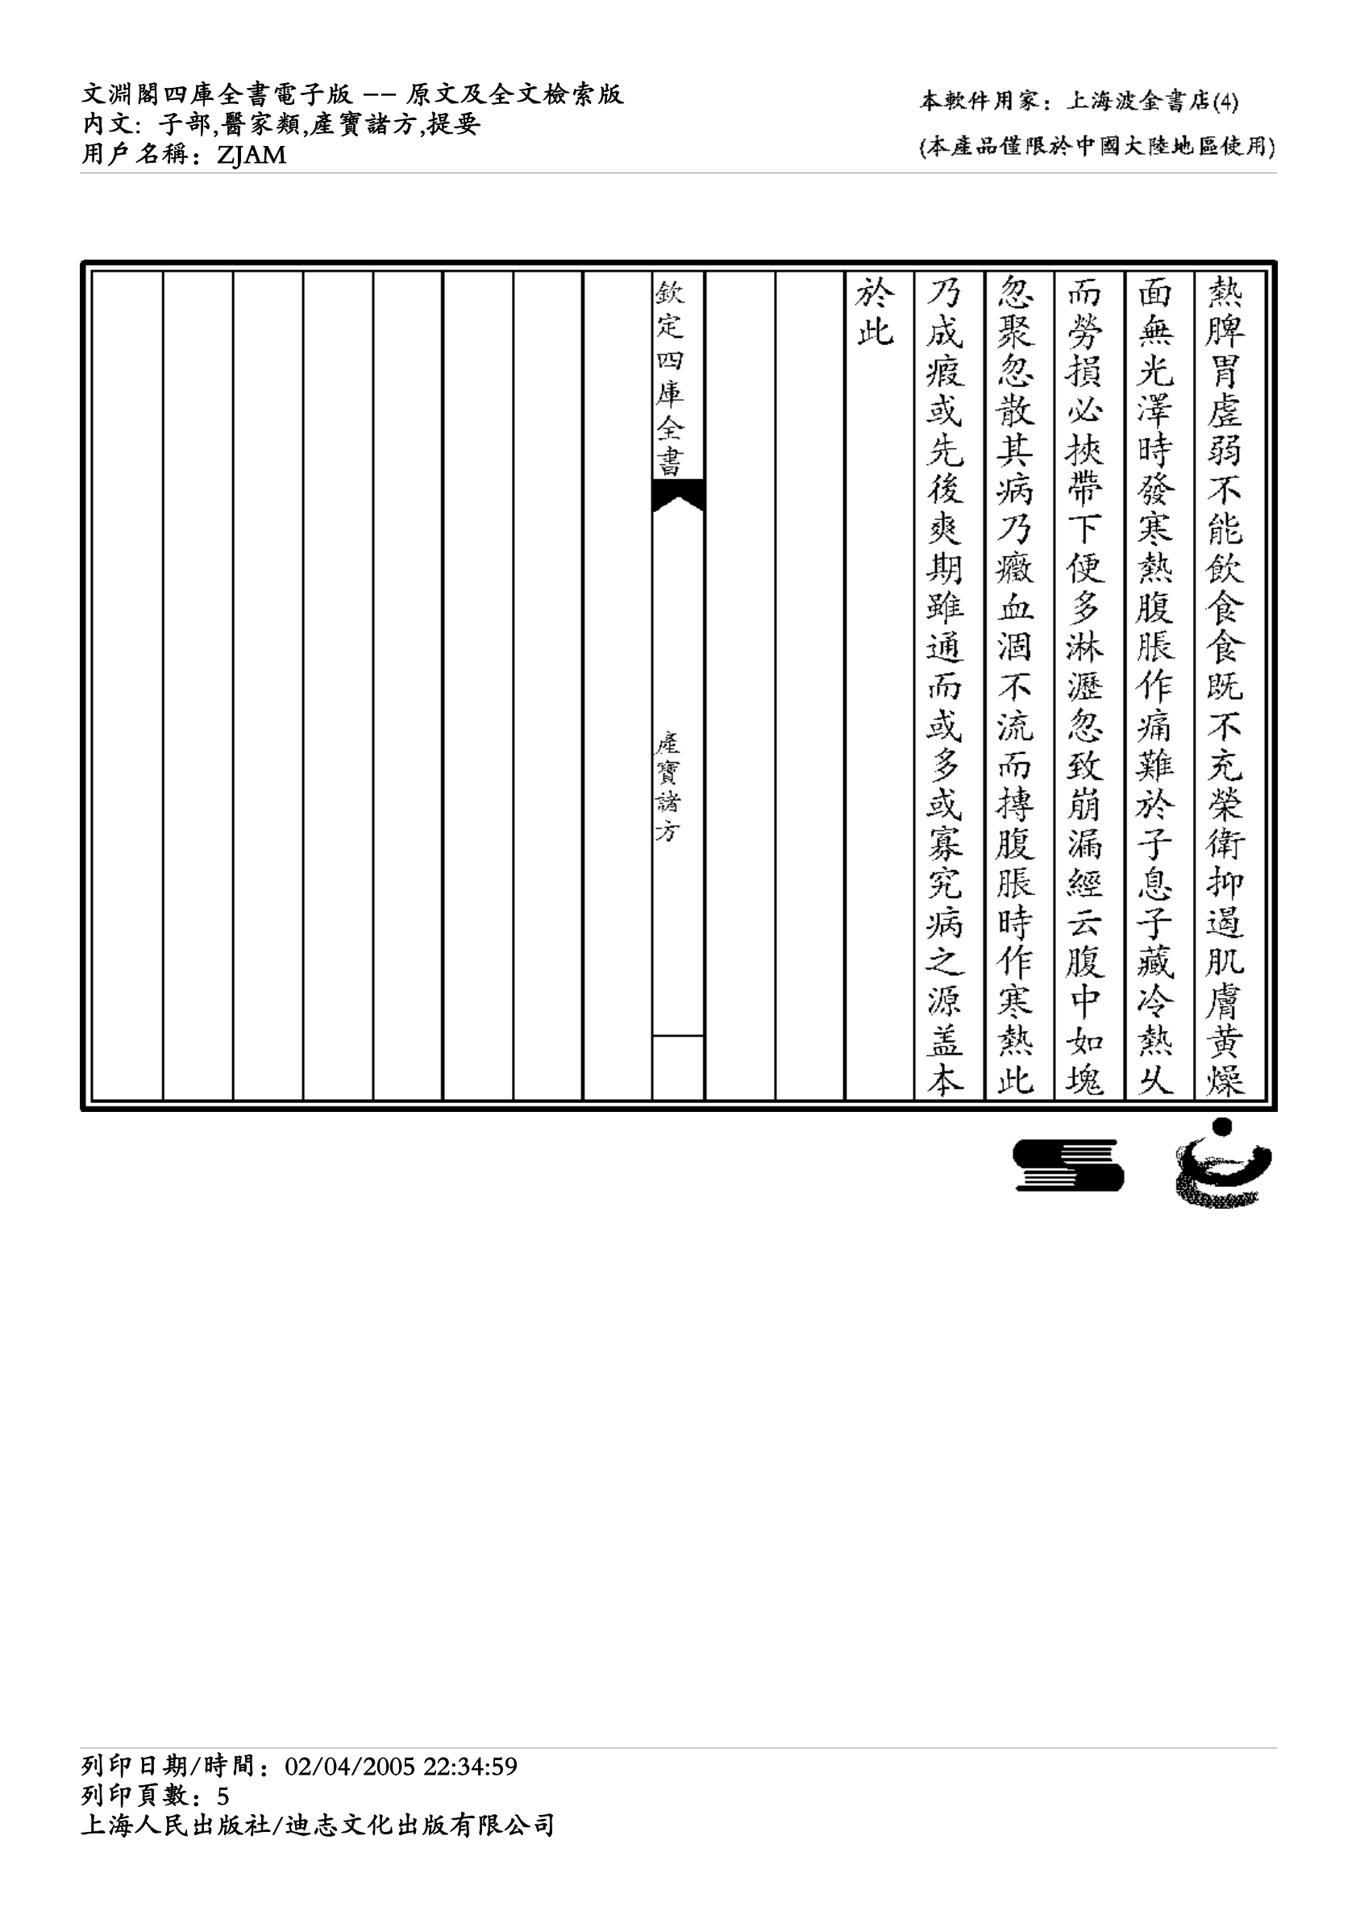 文淵閣四庫全書電子版 -- 原文及全文檢索版
內文: 子部,醫家類,產寶諸方,提要
用戶名稱: ZJAM
本軟件用家: 上海波金書店(4)
(本產品僅限於中國大陸地區使用)
熱脾胃虛弱不能飲食食既不充榮衛抑遏肌膚黃燥
面無光澤時發寒熱腹脹作痛難於子息子藏冷熱乆
而勞損必挾帶下便多淋瀝忽致崩漏經云腹中如塊
忽聚忽散其病乃癥血涸不流而摶腹脹時作寒熱此
乃成瘕或先後爽期雖通而或多或寡究病之源盖本
於此
欽定四庫全書
產寶諸方
列印日期/時間: 02/04/2005 22:34:59
列印頁數: 5
上海人民出版社/迪志文化出版有限公司